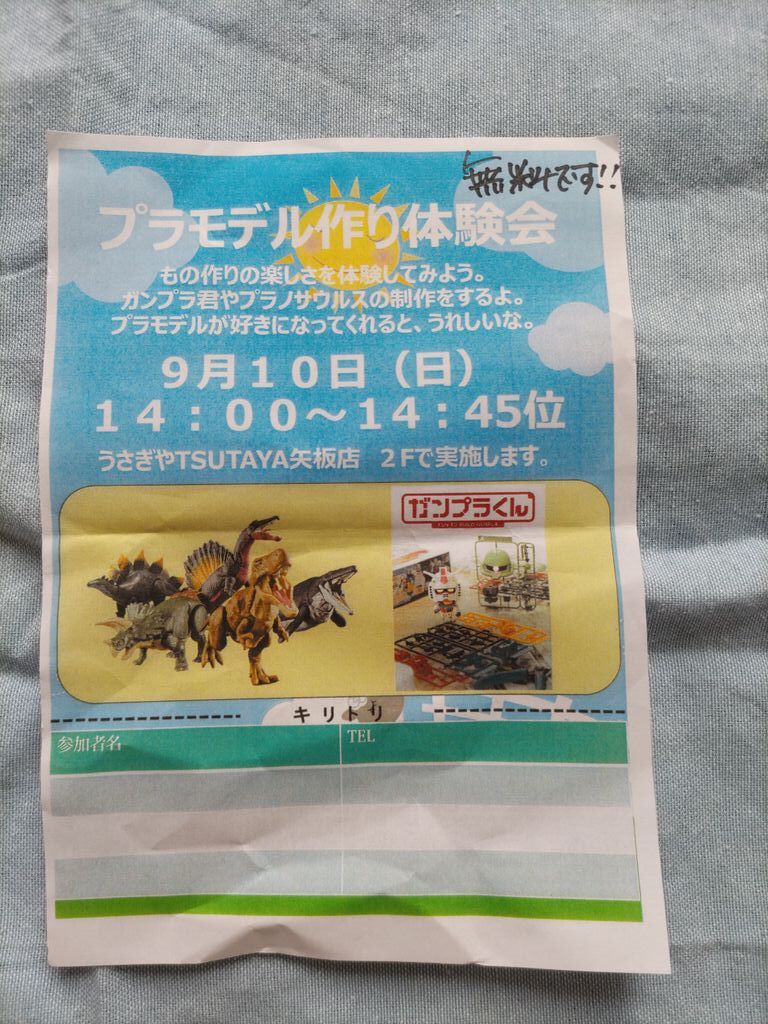 無料です!!
プラモデル作り体験会
もの作りの楽しさを体験してみよう。
ガンプラ君やプラノサウルスの制作をするよ。
プラモデルが好きになってくれると、うれしいな。
9月10日（日）
14：00～14：45位
うさぎやTSUTAYA矢板店 2Fで実施します。
ガンプラくん
キリトリ
参加者名 TEL